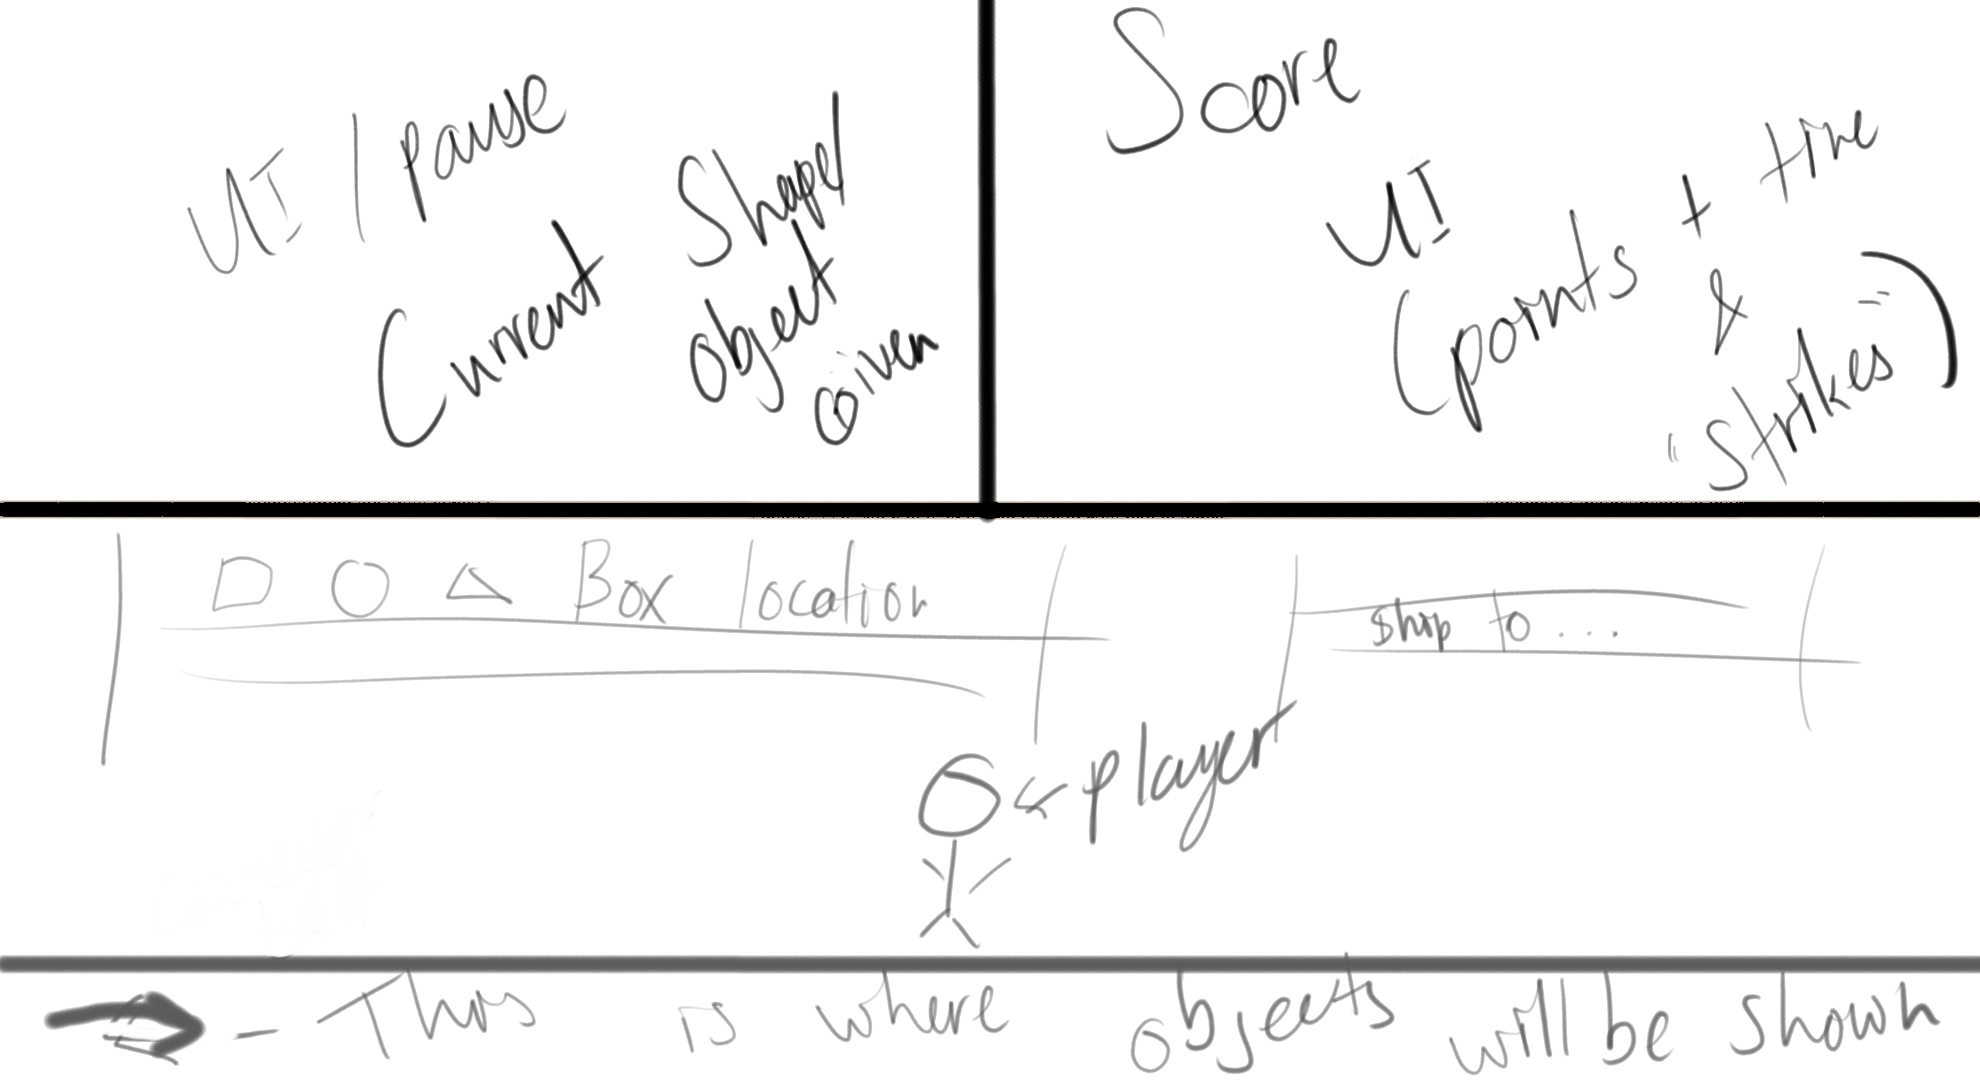 UI / pause
Current Shape/
object
Given
Score
UI
(points + time
&
"strikes")
Box location
Ship to ...
player
- This is where objects will be shown